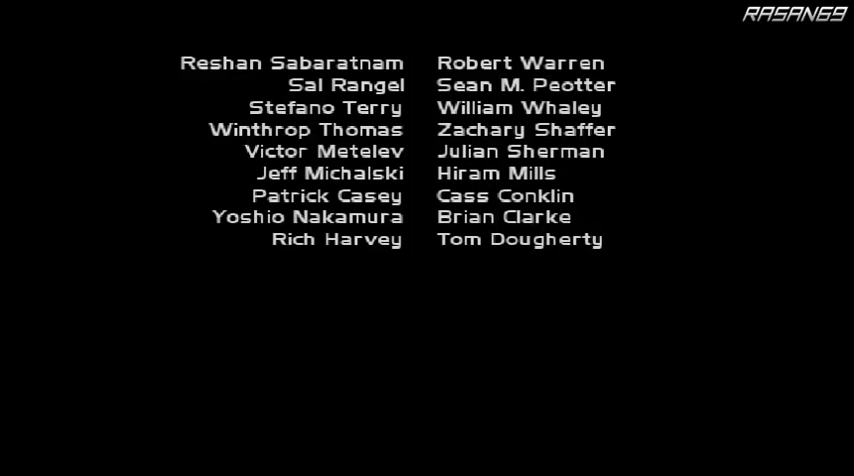 RASAN69
Reshan Sabaratnam Robert Warren
Sal Rangel Sean M. Peotter
Stefano Terry William Whaley
Winthrop Thomas Zachary Shaffer
Victor Metelev Julian Sherman
Jeff Michalski Hiram Mills
Patrick Casey Cass Conklin
Yoshio Nakamura Brian Clarke
Rich Harvey Tom Dougherty